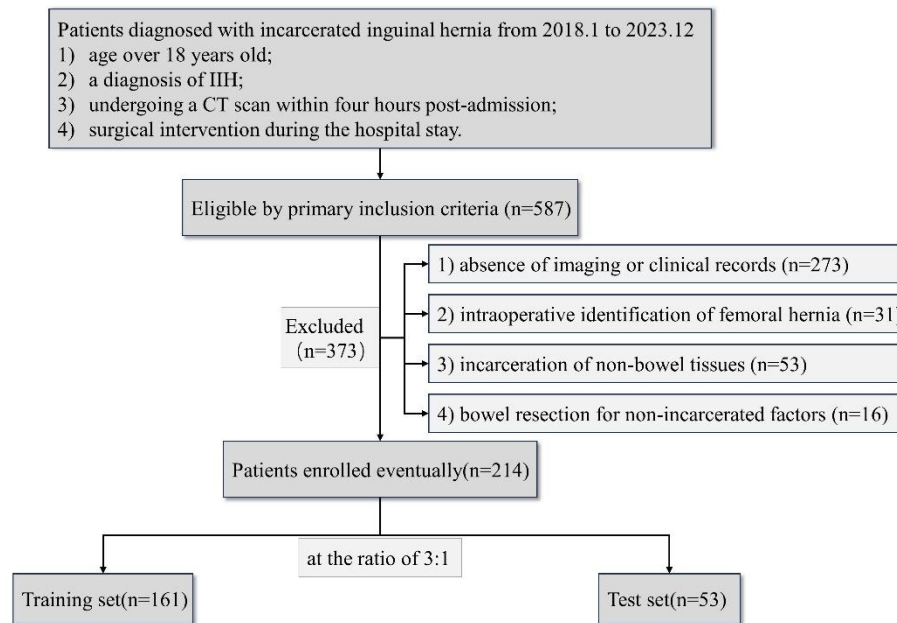 Patients diagnosed with incarcerated inguinal hernia from 2018.1 to 2023.12
1) age over 18 years old;
2) a diagnosis of IIH;
3) undergoing a CT scan within four hours post-admission;
4) surgical intervention during the hospital stay.
Eligible by primary inclusion criteria (n=587)
Excluded
(n=373)
1) absence of imaging or clinical records (n=273)
2) intraoperative identification of femoral hernia (n=31)
3) incarceration of non-bowel tissues (n=53)
4) bowel resection for non-incarcerated factors (n=16)
Patients enrolled eventually(n=214)
at the ratio of 3:1
Training set(n=161)
Test set(n=53)